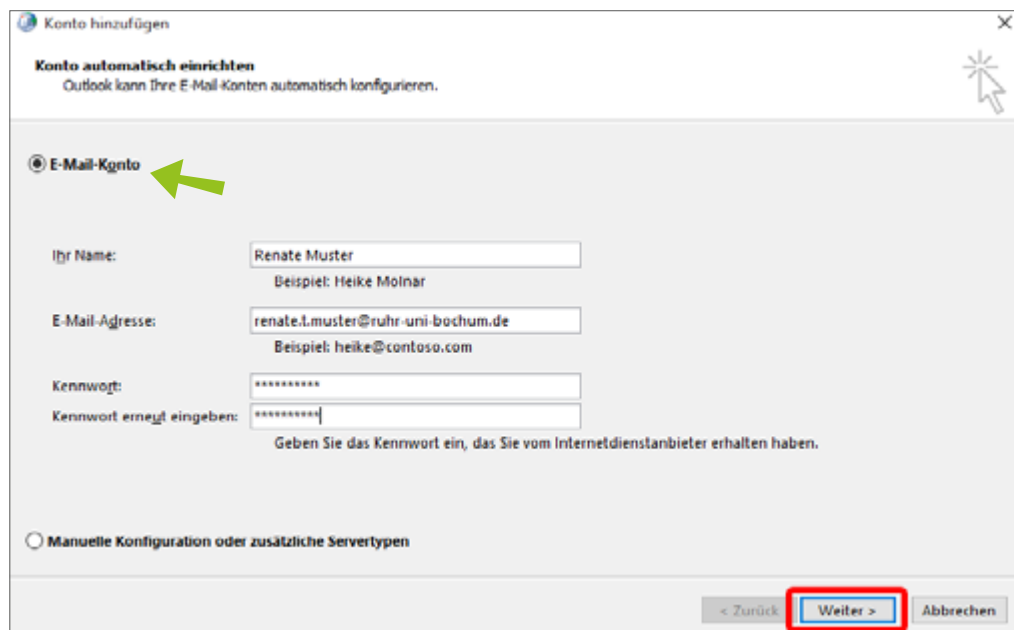 Konto hinzufügen
Konto automatisch einrichten
Outlook kann Ihre E-Mail-Konten automatisch konfigurieren.
E-Mail-Konto
Ihr Name:
Renate Muster
Beispiel: Heike Molnar
E-Mail-Adresse:
renate.t.muster@ruhr-uni-bochum.de
Beispiel: heike@contoso.com
Kennwort:
**********
Kennwort erneut eingeben:
**********
Geben Sie das Kennwort ein, das Sie vom Internetdienstanbieter erhalten haben.
Manuelle Konfiguration oder zusätzliche Servertypen
< Zurück
Weiter >
Abbrechen